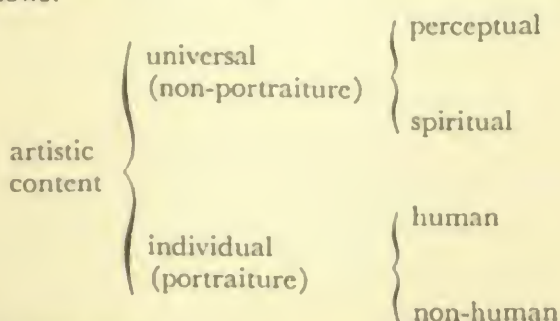 perceptual
universal
(non-portraiture)
spiritual
artistic
content
human
individual
(portraiture)
non-human